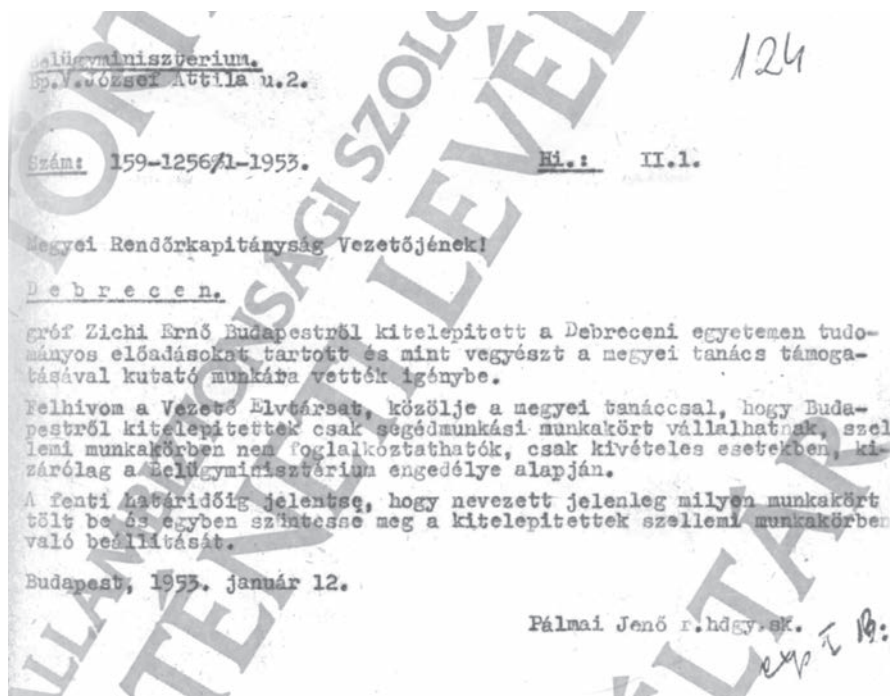 Belügyminisztérium.
Bp.V.József Attila u.2.
124
Szám: 159-1256/1-1953.
Hi.: II.1.
Megyei Rendőrkapitányság Vezetőjének!
D e b r e c e n.
gróf Zichi Ernő Budapestről kitelepitett a Debreceni egyetemen tudo-
mányos előadásokat tartott és mint vegyészt a megyei tanács támoga-
tásával kutató munkára vették igénybe.
Felhivom a Vezető Elvtársat, közölje a megyei tanáccsal, hogy Buda-
pestről kitelepitettek csak segédmunkási munkakört vállalhatnak, szel
lemi munkakörben nem foglalkoztathatók, csak kivételes esetekben, ki-
zárólag a Belügyminisztérium engedélye alapján.
A fenti határidőig jelentse, hogy nevezett jelenleg milyen munkakört
tölt be és egyben szüntesse meg a kitelepitettek szellemi munkakörben
való beállitását.
Budapest, 1953. január 12.
Pálmai Jenő r.hdgy.sk.
ÁLLAMBIZTONSÁGI SZOLG
TÖRTÉNETI LEVÉL